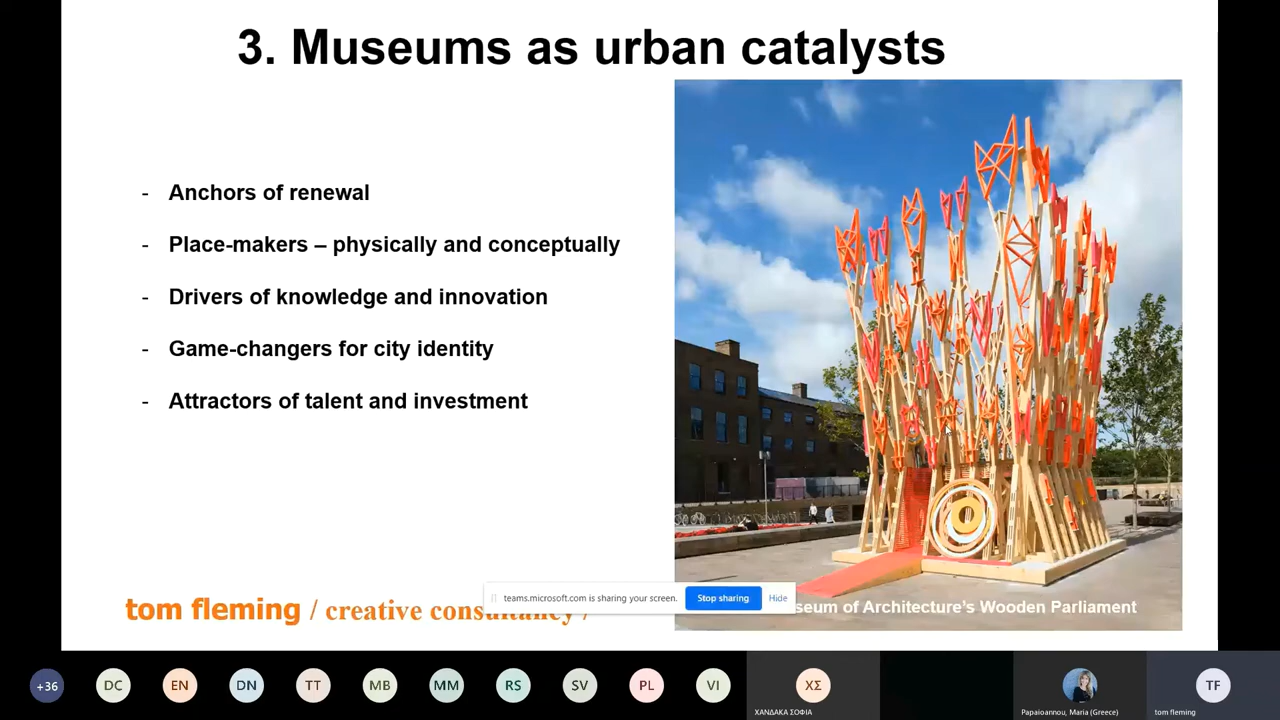 3. Museums as urban catalysts
- Anchors of renewal
- Place-makers – physically and conceptually
- Drivers of knowledge and innovation
- Game-changers for city identity
- Attractors of talent and investment
tom fleming / creative consultancy /
teams.microsoft.com is sharing your screen. Stop sharing Hide
of Architecture's Wooden Parliament
+36 DC EN DN TT MB MM RS SV PL VI ΧΣ TF
ΧΑΝΔΑΚΑ ΣΟΦΙΑ Papaioannou, Maria (Greece) tom fleming